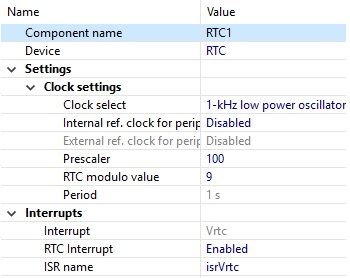 Name Value
Component name RTC1
Device RTC
Settings
Clock settings
Clock select 1-kHz low power oscillator
Internal ref. clock for perip Disabled
External ref. clock for perip Disabled
Prescaler 100
RTC modulo value 9
Period 1 s
Interrupts
Interrupt Vrtc
RTC Interrupt Enabled
ISR name isrVrtc